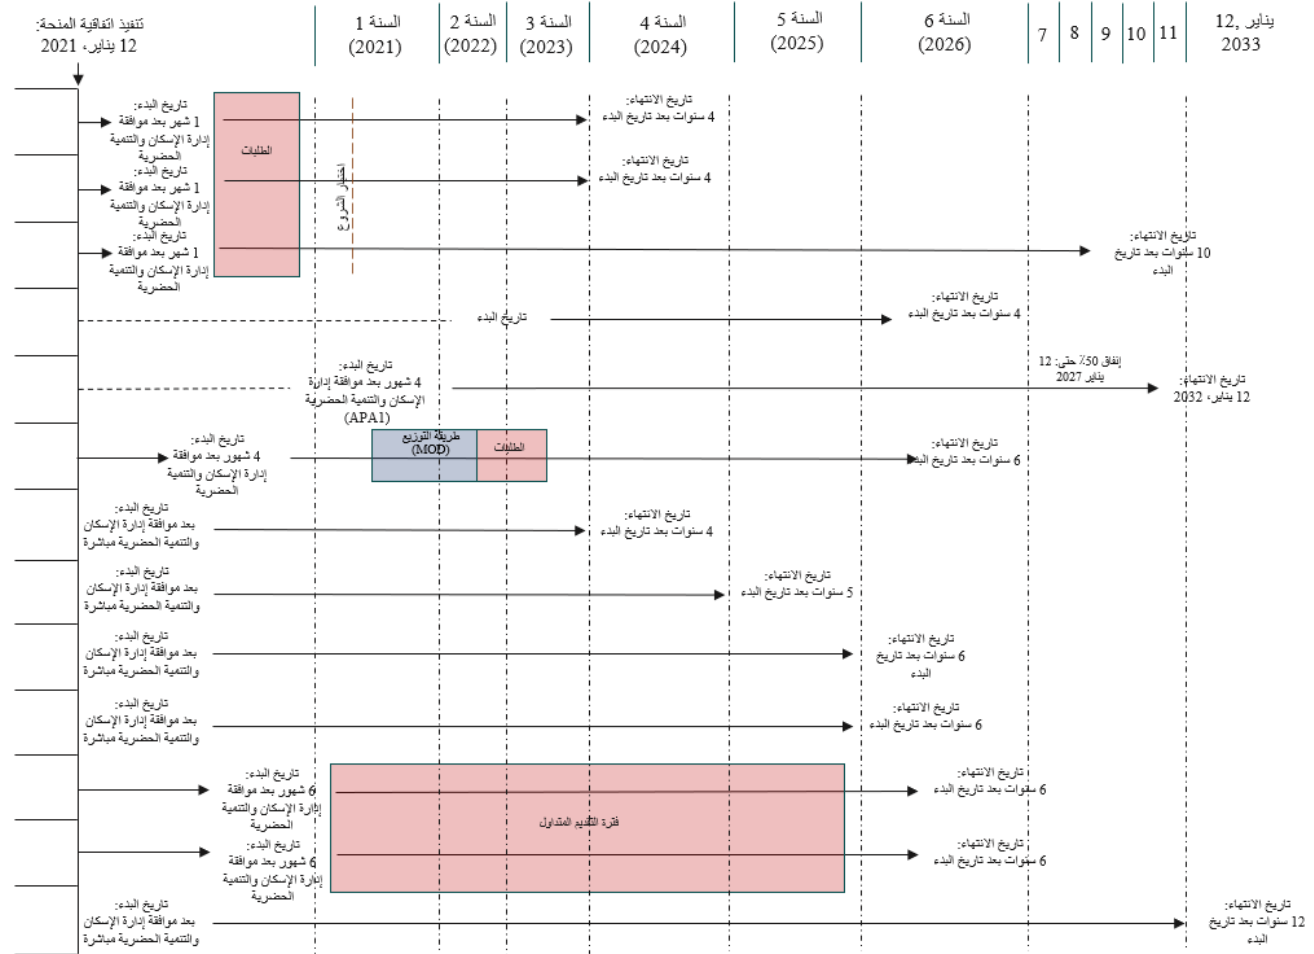 تنفيذ اتفاقية المنحة:
12 يناير، 2021
السنة 1
(2021)
السنة 2
(2022)
السنة 3
(2023)
السنة 4
(2024)
السنة 5
(2025)
السنة 6
(2026)
7
8
9
10
11
يناير 12,
2033
تاريخ البدء:
1 شهر بعد موافقة
إدارة الإسكان والتنمية
الحضرية
الطلبات
اختيار الشروع
تاريخ الانتهاء:
4 سنوات بعد تاريخ البدء
تاريخ البدء:
1 شهر بعد موافقة
إدارة الإسكان والتنمية
الحضرية
تاريخ الانتهاء:
4 سنوات بعد تاريخ البدء
تاريخ البدء:
1 شهر بعد موافقة
إدارة الإسكان والتنمية
الحضرية
تاريخ الانتهاء:
10 سنوات بعد تاريخ
البدء
تاريخ البدء
تاريخ الانتهاء:
4 سنوات بعد تاريخ البدء
تاريخ البدء:
4 شهور بعد موافقة إدارة
الإسكان والتنمية الحضرية
(APA1)
إنفاق 50٪ حتى: 12
يناير 2027
تاريخ الانتهاء:
12 يناير، 2032
تاريخ البدء:
4 شهور بعد موافقة
إدارة الإسكان والتنمية
الحضرية
طريقة التوزيع
(MOD)
الطلبات
تاريخ الانتهاء:
6 سنوات بعد تاريخ البدء
تاريخ البدء:
بعد موافقة إدارة الإسكان
والتنمية الحضرية مباشرة
تاريخ الانتهاء:
4 سنوات بعد تاريخ البدء
تاريخ البدء:
بعد موافقة إدارة الإسكان
والتنمية الحضرية مباشرة
تاريخ الانتهاء:
5 سنوات بعد تاريخ البدء
تاريخ البدء:
بعد موافقة إدارة الإسكان
والتنمية الحضرية مباشرة
تاريخ الانتهاء:
6 سنوات بعد تاريخ
البدء
تاريخ البدء:
بعد موافقة إدارة الإسكان
والتنمية الحضرية مباشرة
تاريخ الانتهاء:
6 سنوات بعد تاريخ البدء
تاريخ البدء:
6 شهور بعد موافقة
إدارة الإسكان والتنمية
الحضرية
تاريخ الانتهاء:
6 سنوات بعد تاريخ البدء
فترة التقديم المتداول
تاريخ البدء:
6 شهور بعد موافقة
إدارة الإسكان والتنمية
الحضرية
تاريخ الانتهاء:
6 سنوات بعد تاريخ البدء
تاريخ البدء:
بعد موافقة إدارة الإسكان
والتنمية الحضرية مباشرة
تاريخ الانتهاء:
12 سنوات بعد تاريخ
البدء